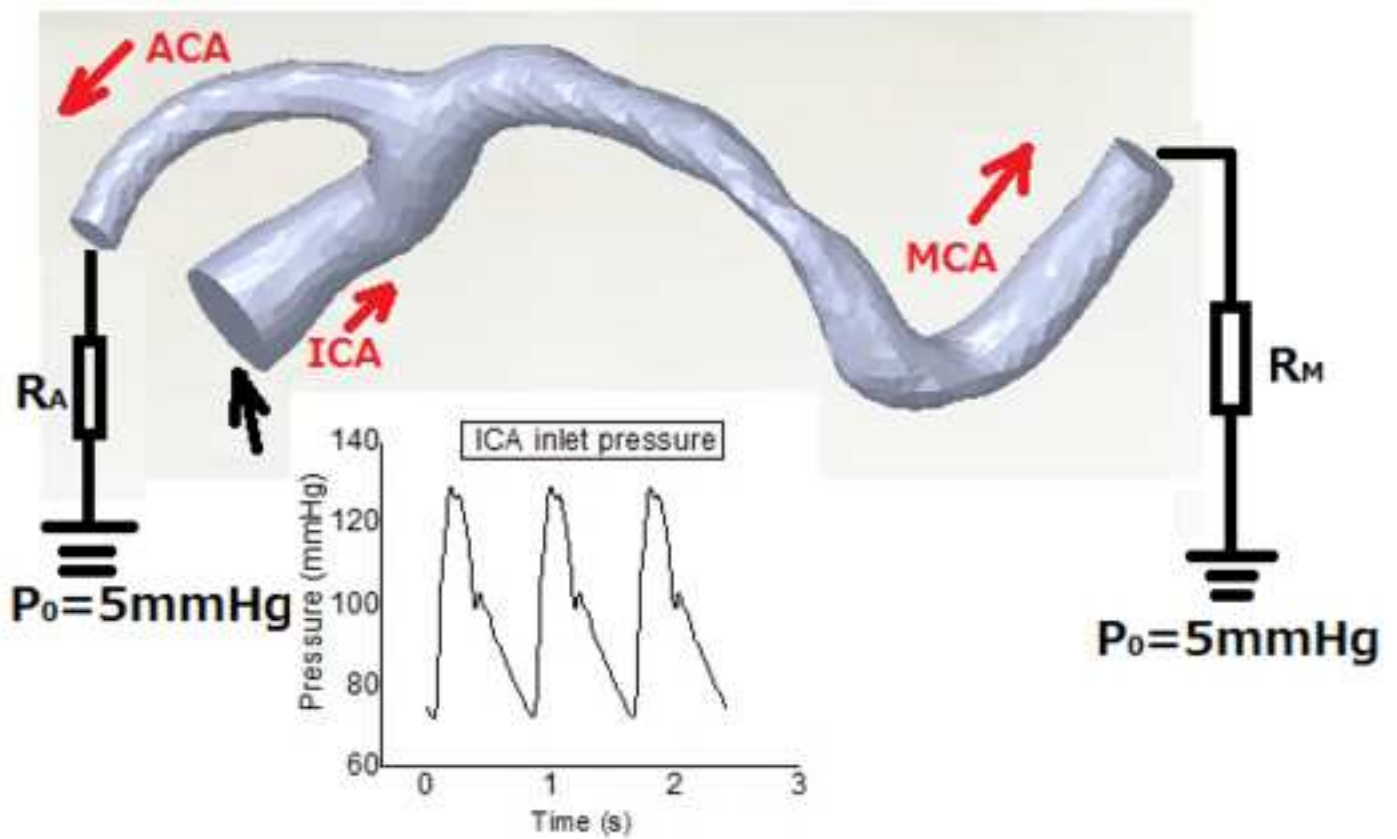 ACA
MCA
ICA
RA
RM
P0=5mmHg
P0=5mmHg
ICA inlet pressure
Pressure (mmHg)
140
120
100
80
60
0 1 2 3
Time (s)